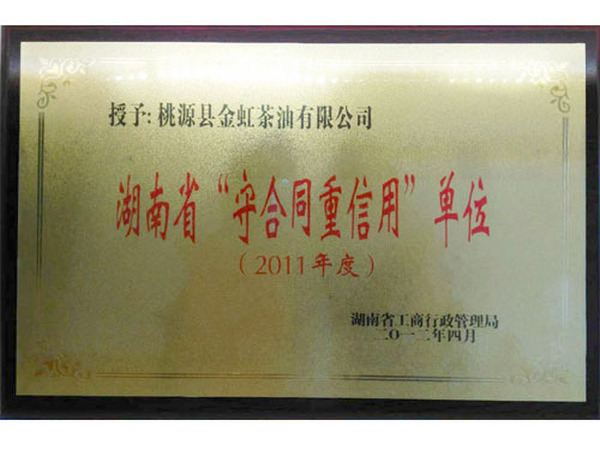 授予:桃源县金虹茶油有限公司
湖南省“守合同重信用”单位
(2011年度)
湖南省工商行政管理局
二〇一二年四月